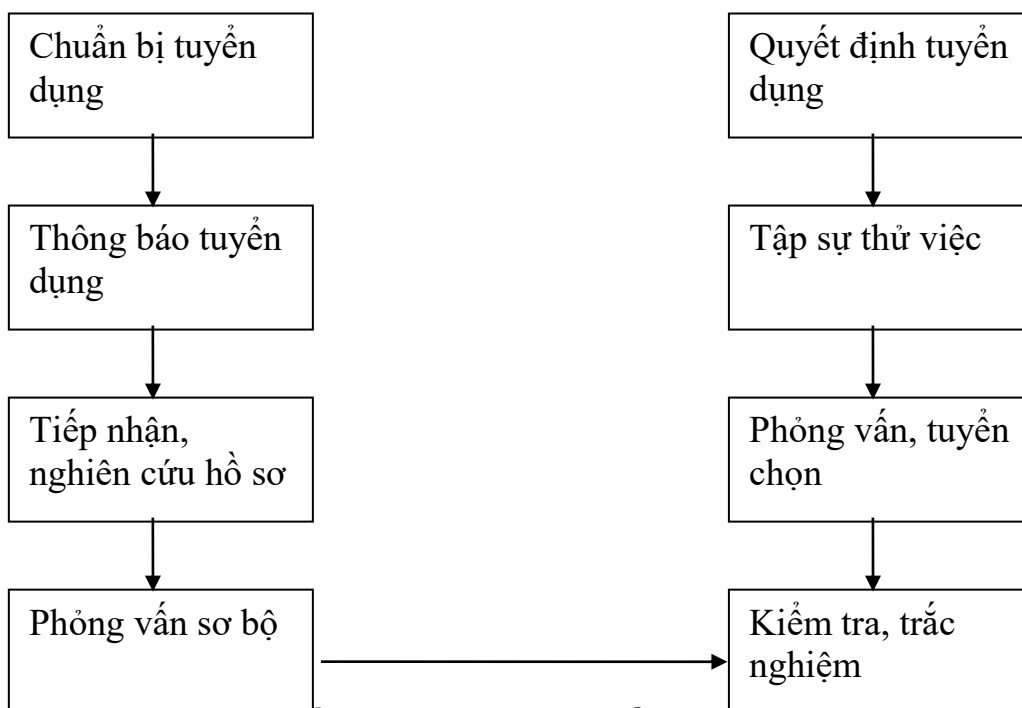 Chuẩn bị tuyển
dụng
Thông báo tuyển
dụng
Tiếp nhận,
nghiên cứu hồ sơ
Phỏng vấn sơ bộ
Quyết định tuyển
dụng
Tập sự thử việc
Phỏng vấn, tuyển
chọn
Kiểm tra, trắc
nghiệm